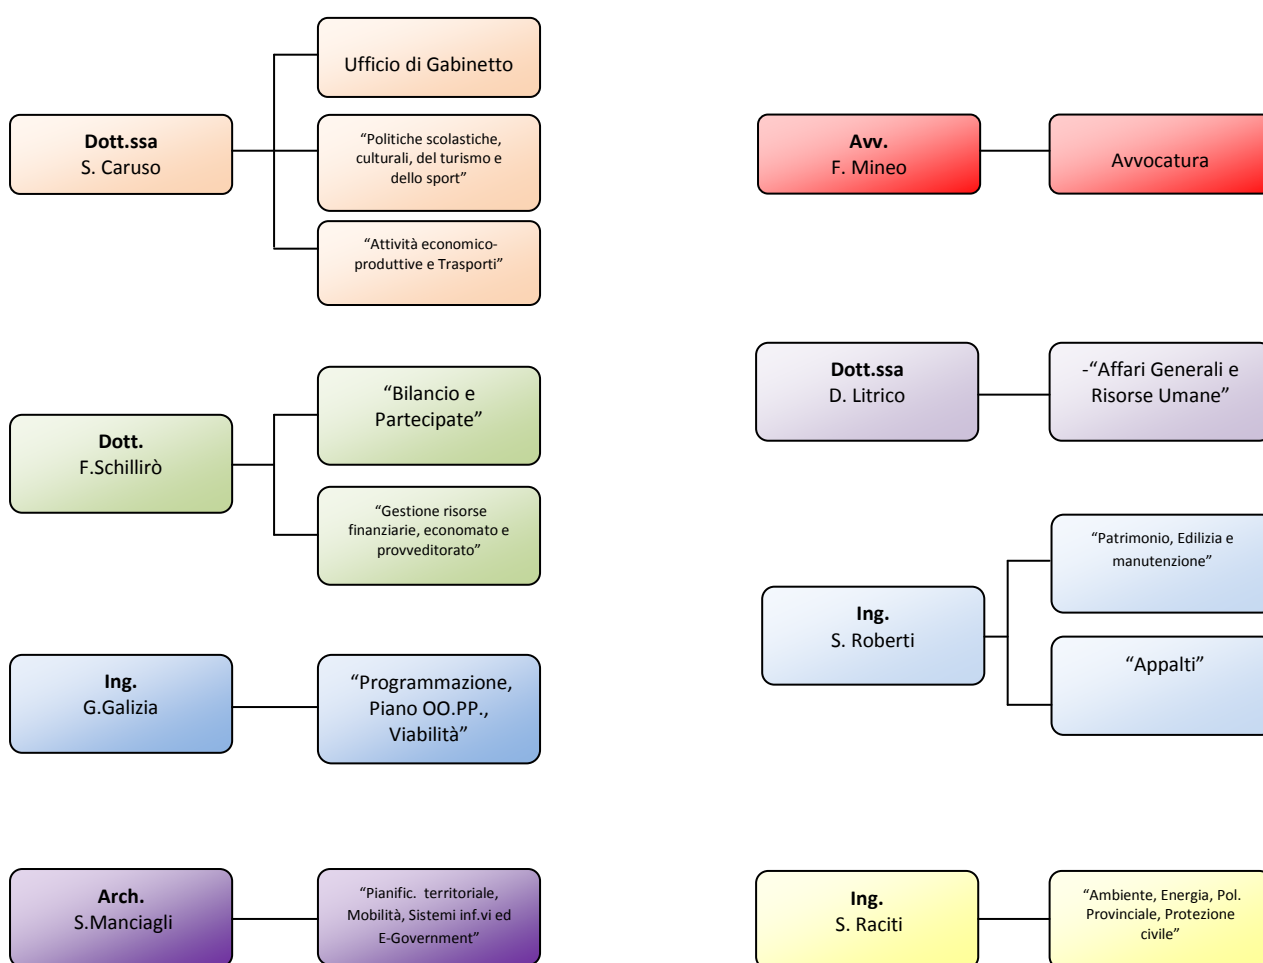 Ufficio di Gabinetto
Dott.ssa
S. Caruso
“Politiche scolastiche,
culturali, del turismo e
dello sport”
“Attività economico-
produttive e Trasporti”
Dott.
F.Schillirò
“Bilancio e
Partecipate”
“Gestione risorse
finanziarie, economato e
provveditorato”
Ing.
G.Galizia
“Programmazione,
Piano OO.PP.,
Viabilità”
Arch.
S.Manciagli
“Pianific.  territoriale,
Mobilità, Sistemi inf.vi ed
E-Government”
Avv.
F. Mineo
Avvocatura
Dott.ssa
D. Litrico
-“Affari Generali e
Risorse Umane”
Ing.
S. Roberti
“Patrimonio, Edilizia e
manutenzione”
“Appalti”
Ing.
S. Raciti
“Ambiente, Energia, Pol.
Provinciale, Protezione
civile”